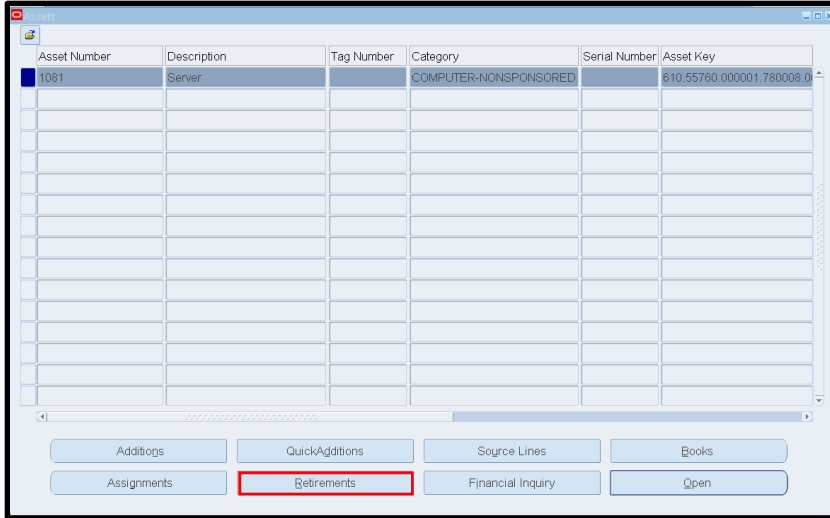 Assets
Asset Number Description Tag Number Category Serial Number Asset Key
1081 Server COMPUTER-NONSPONSORED 610.55760.000001.780008.0
Additions QuickAdditions Source Lines Books
Assignments Retirements Financial Inquiry Open